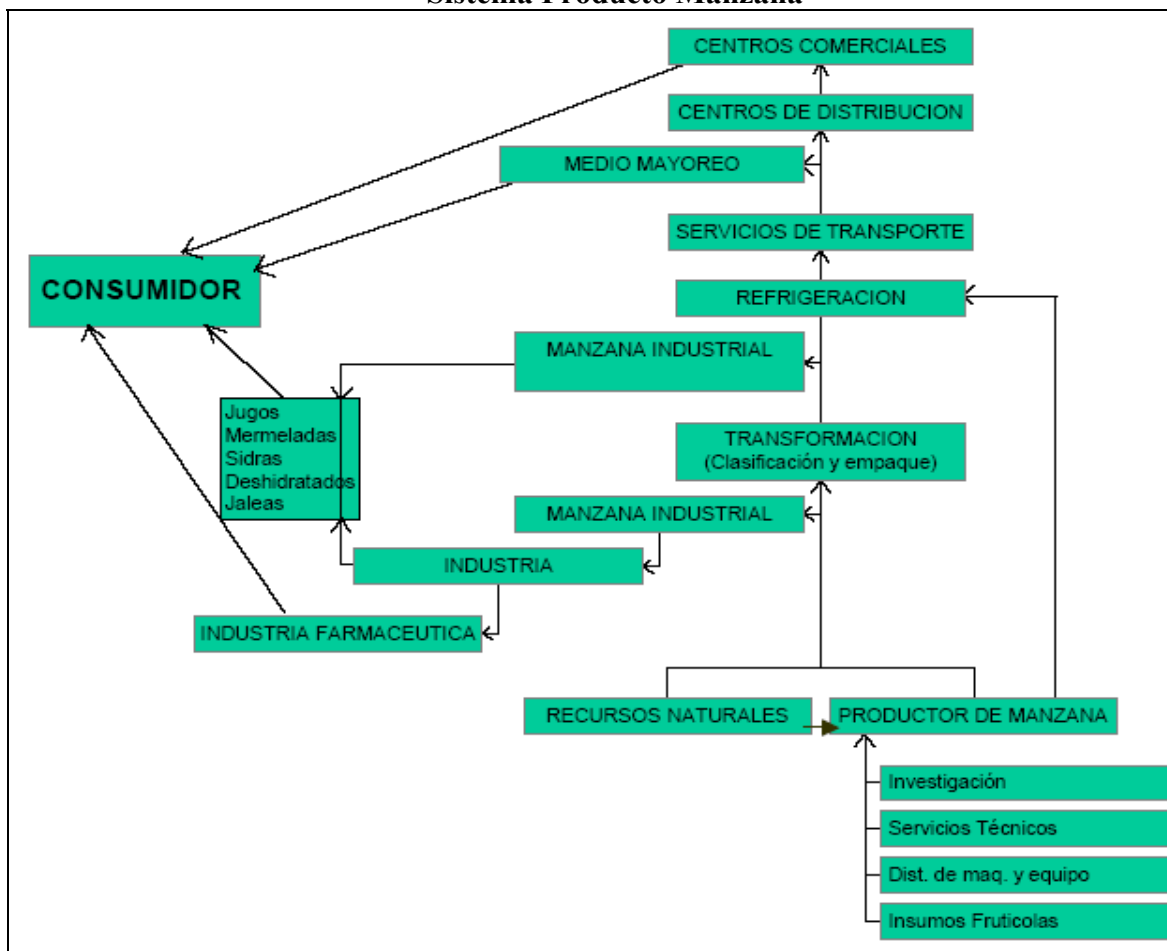 Sistema Producto Manzana
CENTROS COMERCIALES
CENTROS DE DISTRIBUCION
MEDIO MAYOREO
SERVICIOS DE TRANSPORTE
CONSUMIDOR
REFRIGERACION
MANZANA INDUSTRIAL
Jugos
Mermeladas
Sidras
Deshidratados
Jaleas
TRANSFORMACION
(Clasificación y empaque)
MANZANA INDUSTRIAL
INDUSTRIA
INDUSTRIA FARMACEUTICA
RECURSOS NATURALES
PRODUCTOR DE MANZANA
Investigación
Servicios Técnicos
Dist. de maq. y equipo
Insumos Fruticolas